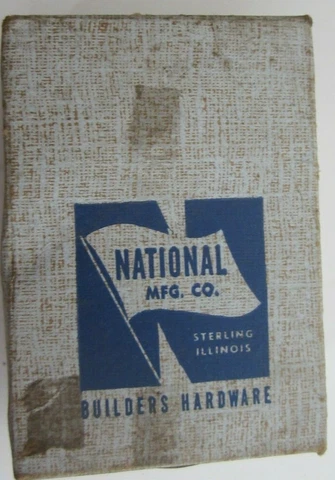 NATIONAL
MFG. CO.
STERLING
ILLINOIS
BUILDER'S HARDWARE